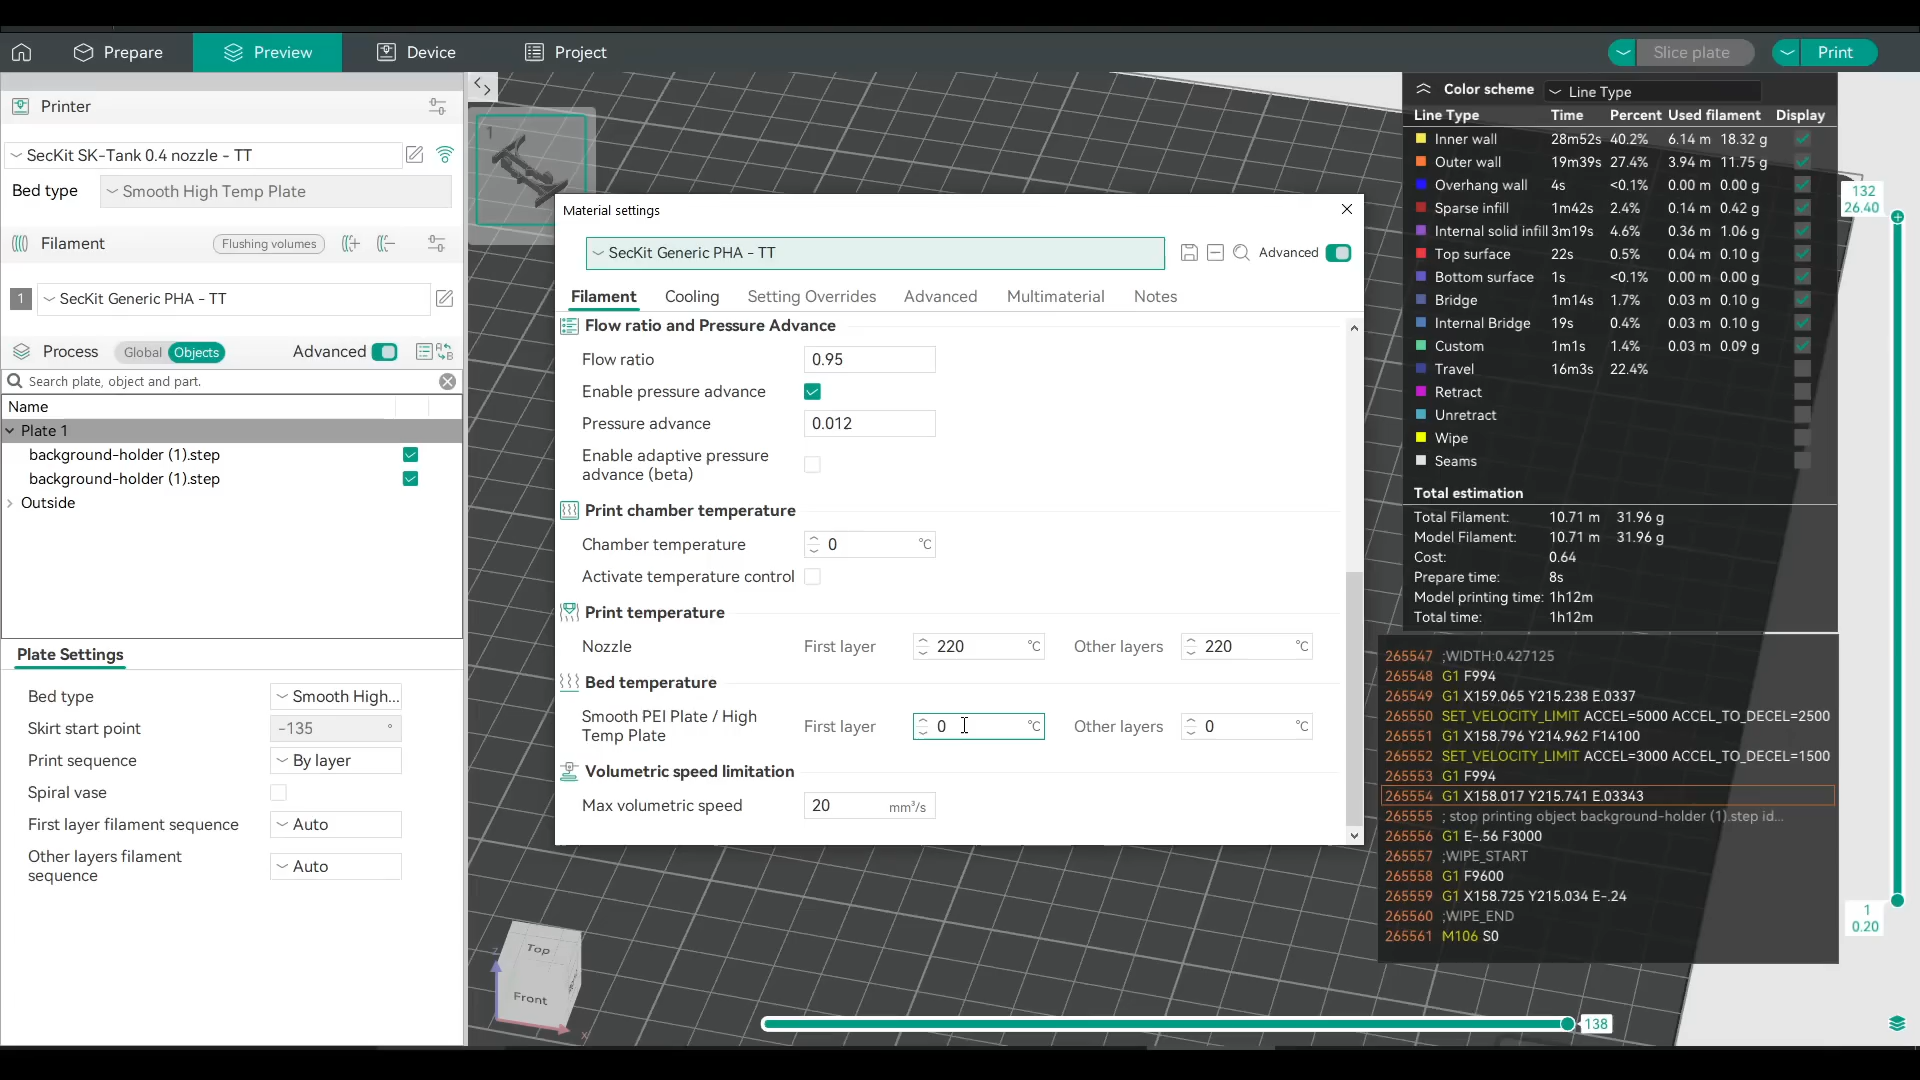 Prepare
Preview
Device
Project
Slice plate
Print
Printer
SecKit SK-Tank 0.4 nozzle - TT
Bed type
Smooth High Temp Plate
Filament
Flushing volumes
1
SecKit Generic PHA - TT
Process
Global
Objects
Advanced
Search plate, object and part.
Name
Plate 1
background-holder (1).step
background-holder (1).step
Outside
Plate Settings
Bed type
Smooth High...
Skirt start point
-135 °
Print sequence
By layer
Spiral vase
First layer filament sequence
Auto
Other layers filament
sequence
Auto
1
Material settings
SecKit Generic PHA - TT
Advanced
Filament
Cooling
Setting Overrides
Advanced
Multimaterial
Notes
Flow ratio and Pressure Advance
Flow ratio
0.95
Enable pressure advance
Pressure advance
0.012
Enable adaptive pressure
advance (beta)
Print chamber temperature
Chamber temperature
0 °C
Activate temperature control
Print temperature
Nozzle
First layer
220 °C
Other layers
220 °C
Bed temperature
Smooth PEI Plate / High
Temp Plate
First layer
0 °C
Other layers
0 °C
Volumetric speed limitation
Max volumetric speed
20 mm³/s
Top
Front
x
138
Color scheme
Line Type
Line Type Time Percent Used filament Display
Inner wall 28m52s 40.2% 6.14 m 18.32 g
Outer wall 19m39s 27.4% 3.94 m 11.75 g
Overhang wall 4s <0.1% 0.00 m 0.00 g
Sparse infill 1m42s 2.4% 0.14 m 0.42 g
Internal solid infill 3m19s 4.6% 0.36 m 1.06 g
Top surface 22s 0.5% 0.04 m 0.10 g
Bottom surface 1s <0.1% 0.00 m 0.00 g
Bridge 1m14s 1.7% 0.03 m 0.10 g
Internal Bridge 19s 0.4% 0.03 m 0.10 g
Custom 1m1s 1.4% 0.03 m 0.09 g
Travel 16m3s 22.4%
Retract
Unretract
Wipe
Seams
Total estimation
Total Filament: 10.71 m 31.96 g
Model Filament: 10.71 m 31.96 g
Cost: 0.64
Prepare time: 8s
Model printing time: 1h12m
Total time: 1h12m
265547 ;WIDTH:0.427125
265548 G1 F994
265549 G1 X159.065 Y215.238 E.0337
265550 SET_VELOCITY_LIMIT ACCEL=5000 ACCEL_TO_DECEL=2500
265551 G1 X158.796 Y214.962 F14100
265552 SET_VELOCITY_LIMIT ACCEL=3000 ACCEL_TO_DECEL=1500
265553 G1 F994
265554 G1 X158.017 Y215.741 E.03343
265555 ; stop printing object background-holder (1).step id...
265556 G1 E-.56 F3000
265557 ;WIPE_START
265558 G1 F9600
265559 G1 X158.725 Y215.034 E-.24
265560 ;WIPE_END
265561 M106 S0
132
26.40
1
0.20